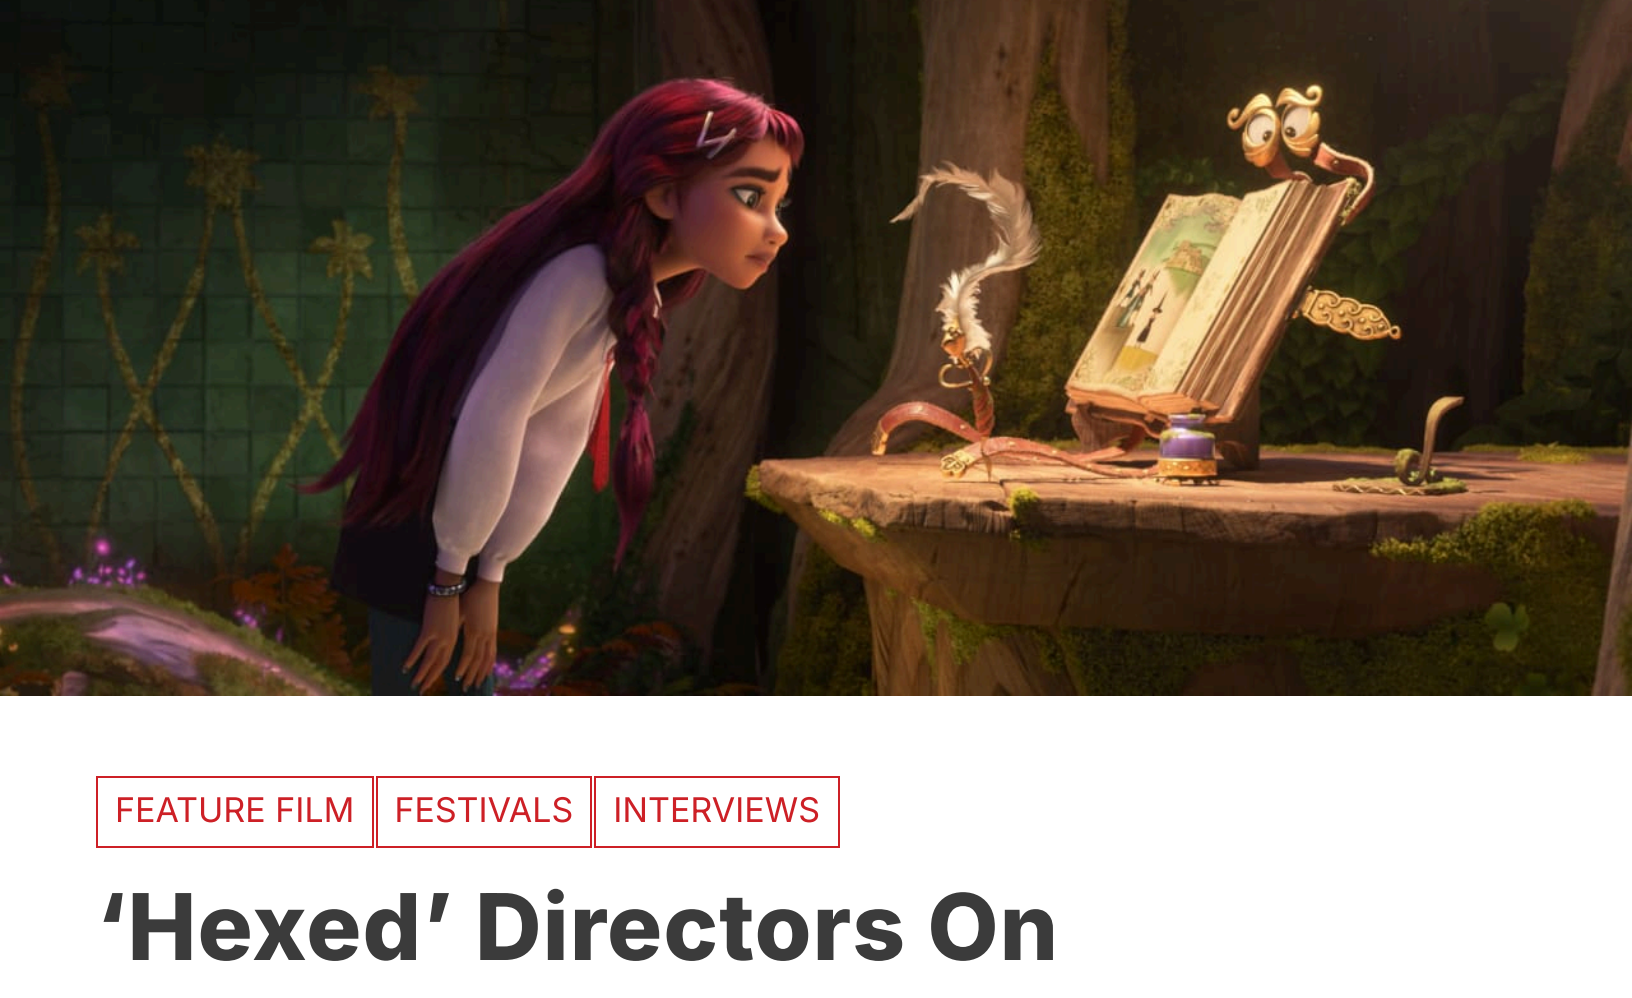 FEATURE FILM
FESTIVALS
INTERVIEWS
‘Hexed’ Directors On